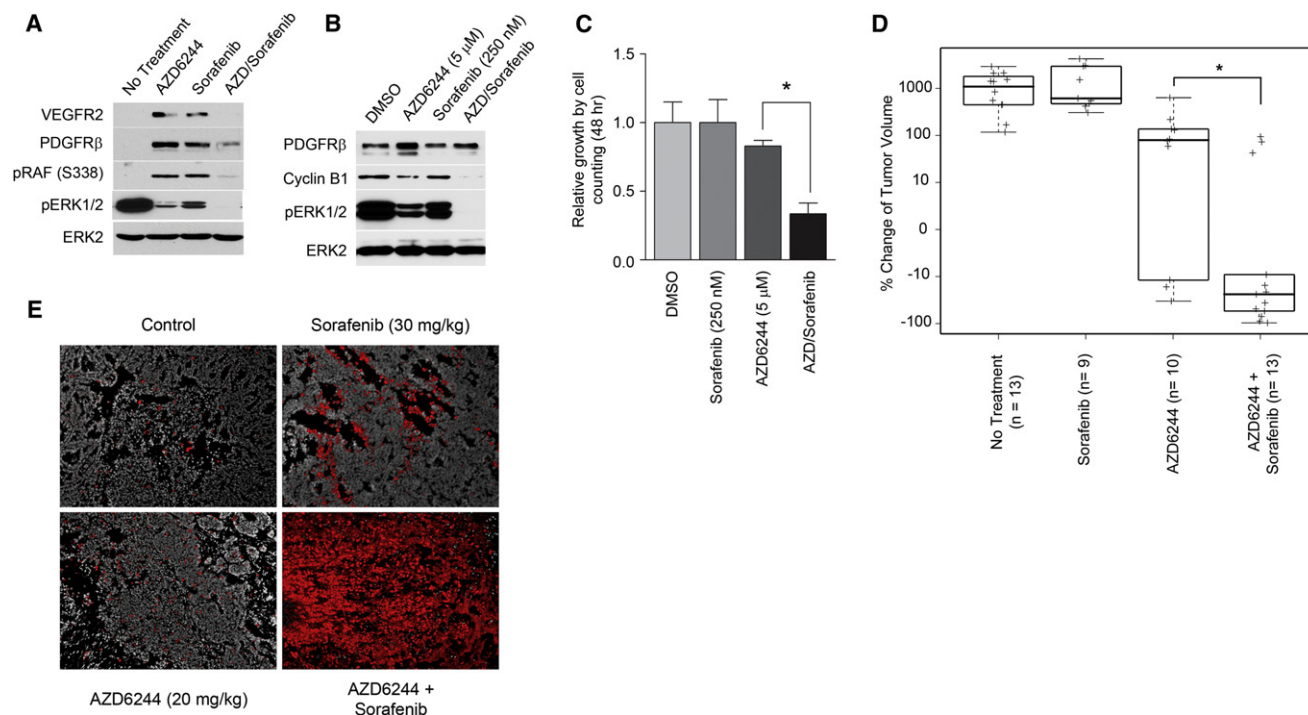 A
No Treatment
AZD6244
Sorafenib
AZD/Sorafenib
VEGFR2
PDGFRβ
pRAF (S338)
pERK1/2
ERK2
B
DMSO
AZD6244 (5 μM)
Sorafenib (250 nM)
AZD/Sorafenib
PDGFRβ
Cyclin B1
pERK1/2
ERK2
C
Relative growth by cell
counting (48 hr)
1.5
1.0
0.5
0.0
*
DMSO
Sorafenib (250 nM)
AZD6244 (5 μM)
AZD/Sorafenib
D
% Change of Tumor Volume
1000
100
10
0
-10
-100
*
No Treatment
(n = 13)
Sorafenib (n= 9)
AZD6244 (n= 10)
AZD6244 +
Sorafenib (n= 13)
E
Control
Sorafenib (30 mg/kg)
AZD6244 (20 mg/kg)
AZD6244 +
Sorafenib